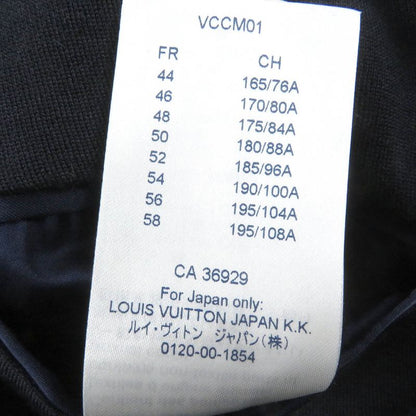 VCCM01
FR CH
44 165/76A
46 170/80A
48 175/84A
50 180/88A
52 185/96A
54 190/100A
56 195/104A
58 195/108A
CA 36929
For Japan only:
LOUIS VUITTON JAPAN K.K.
ルイ・ヴィトン ジャパン(株)
0120-00-1854